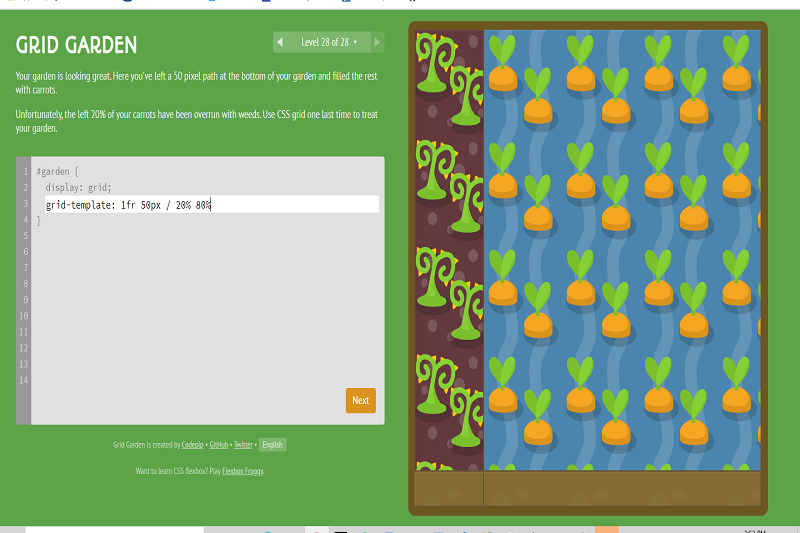 GRID GARDEN
Level 28 of 28
Your garden is looking great. Here you've left a 50 pixel path at the bottom of your garden and filled the rest
with carrots.
Unfortunately, the left 20% of your carrots have been overrun with weeds. Use CSS grid one last time to treat
your garden.
1 #garden {
2 display: grid;
3 grid-template: 1fr 50px / 20% 80%
4 }
5
6
7
8
9
10
11
12
13
14
Next
Grid Garden is created by Codepip • GitHub • Twitter • English
Want to learn CSS flexbox? Play Flexbox Froggy.